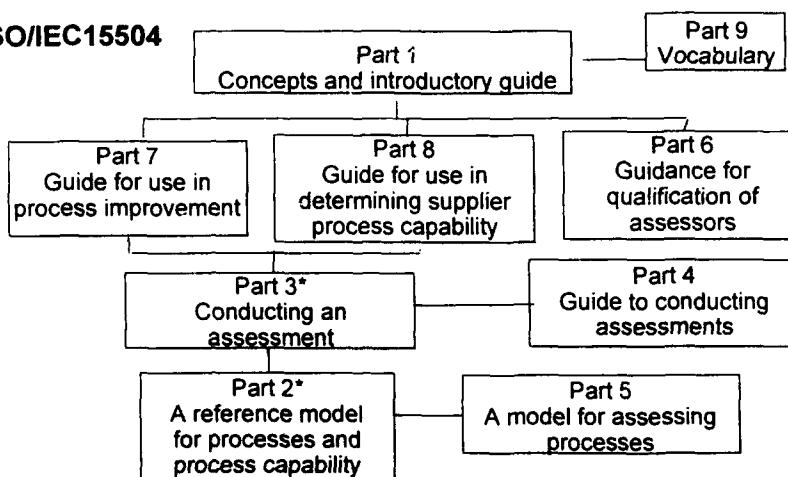 SO/IEC15504
Part 9
Vocabulary
Part 1
Concepts and introductory guide
Part 7
Guide for use in
process improvement
Part 8
Guide for use in
determining supplier
process capability
Part 6
Guidance for
qualification of
assessors
Part 3*
Conducting an
assessment
Part 4
Guide to conducting
assessments
Part 2*
A reference model
for processes and
process capability
Part 5
A model for assessing
processes